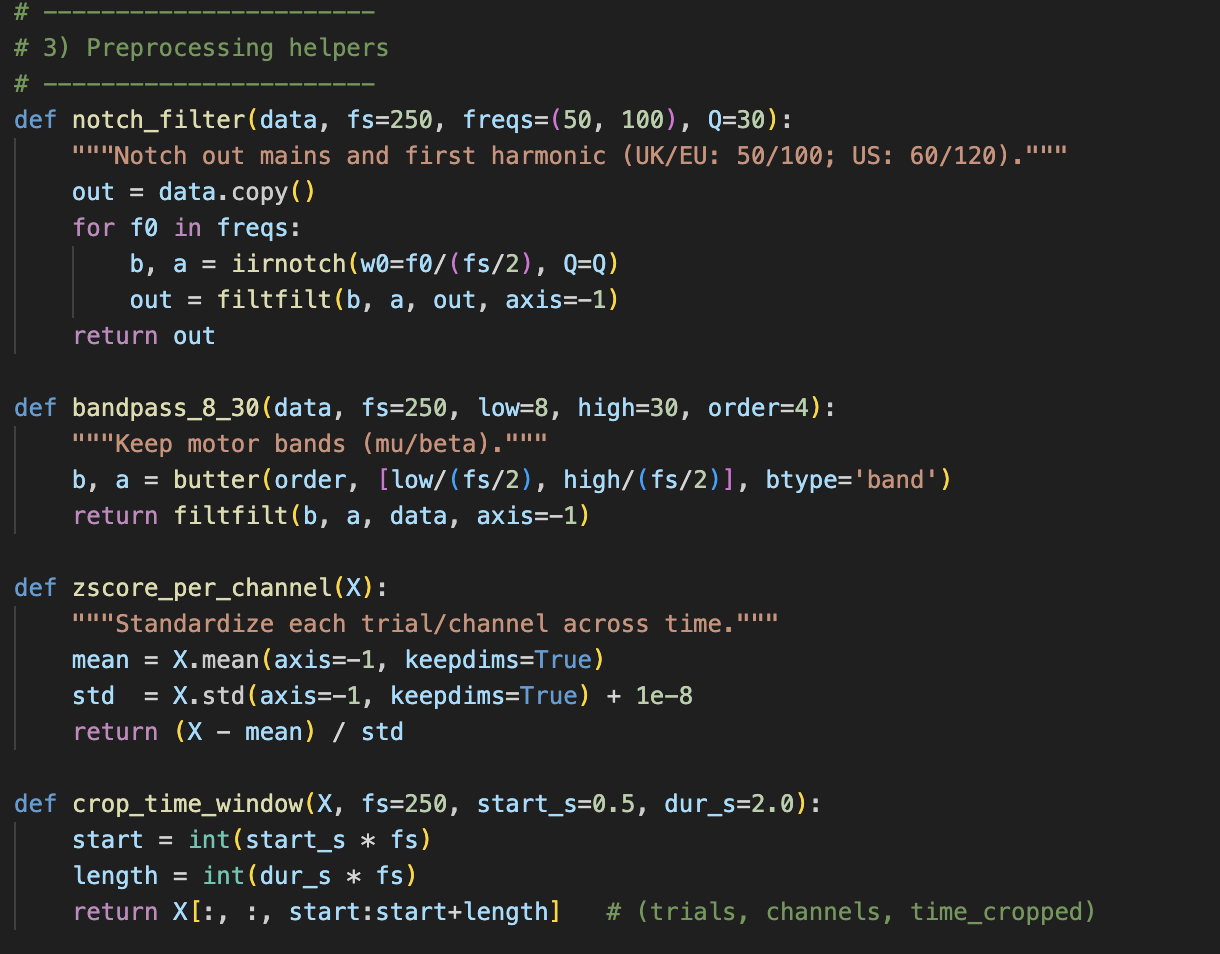 # -----------------------
# 3) Preprocessing helpers
# -----------------------
def notch_filter(data, fs=250, freqs=(50, 100), Q=30):
    """Notch out mains and first harmonic (UK/EU: 50/100; US: 60/120)."""
    out = data.copy()
    for f0 in freqs:
        b, a = iirnotch(w0=f0/(fs/2), Q=Q)
        out = filtfilt(b, a, out, axis=-1)
    return out

def bandpass_8_30(data, fs=250, low=8, high=30, order=4):
    """Keep motor bands (mu/beta)."""
    b, a = butter(order, [low/(fs/2), high/(fs/2)], btype='band')
    return filtfilt(b, a, data, axis=-1)

def zscore_per_channel(X):
    """Standardize each trial/channel across time."""
    mean = X.mean(axis=-1, keepdims=True)
    std  = X.std(axis=-1, keepdims=True) + 1e-8
    return (X - mean) / std

def crop_time_window(X, fs=250, start_s=0.5, dur_s=2.0):
    start = int(start_s * fs)
    length = int(dur_s * fs)
    return X[:, :, start:start+length]   # (trials, channels, time_cropped)